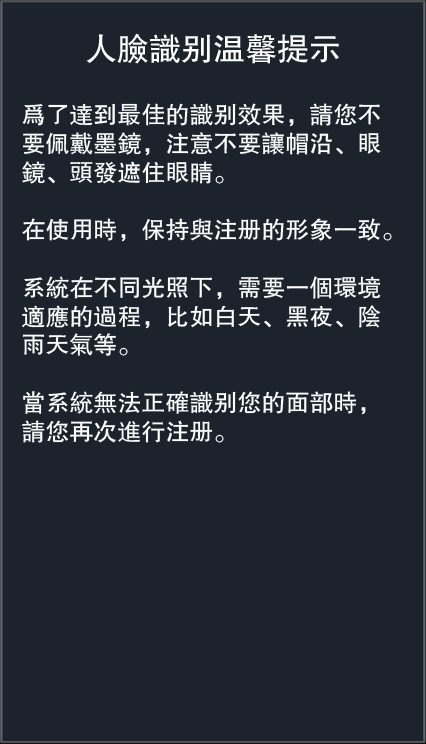 人臉識别温馨提示
爲了達到最佳的識别效果，請您不
要佩戴墨鏡，注意不要讓帽沿、眼
鏡、頭發遮住眼睛。
在使用時，保持與注册的形象一致。
系統在不同光照下，需要一個環境
適應的過程，比如白天、黑夜、陰
雨天氣等。
當系統無法正確識别您的面部時，
請您再次進行注册。